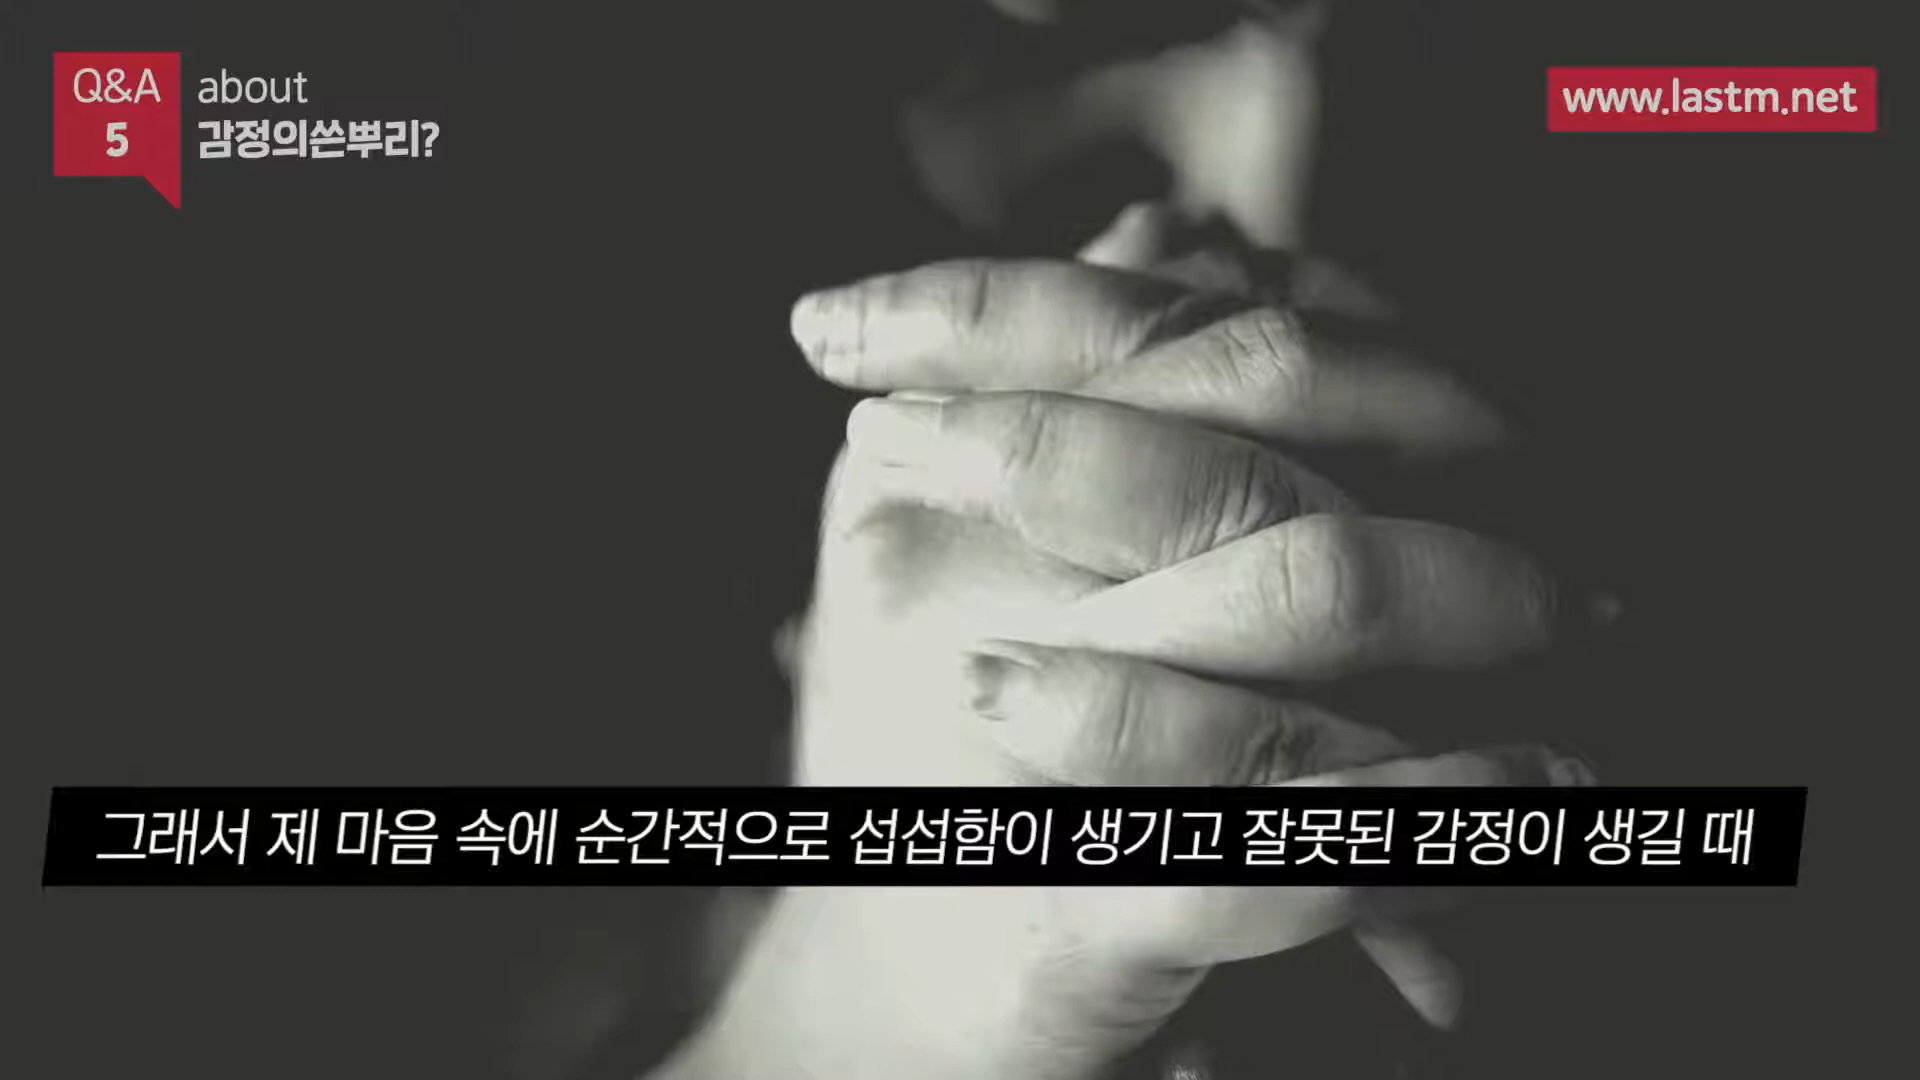 Q&A
5
about
감정의쓴뿌리?
www.lastm.net
그래서 제 마음 속에 순간적으로 섭섭함이 생기고 잘못된 감정이 생길 때